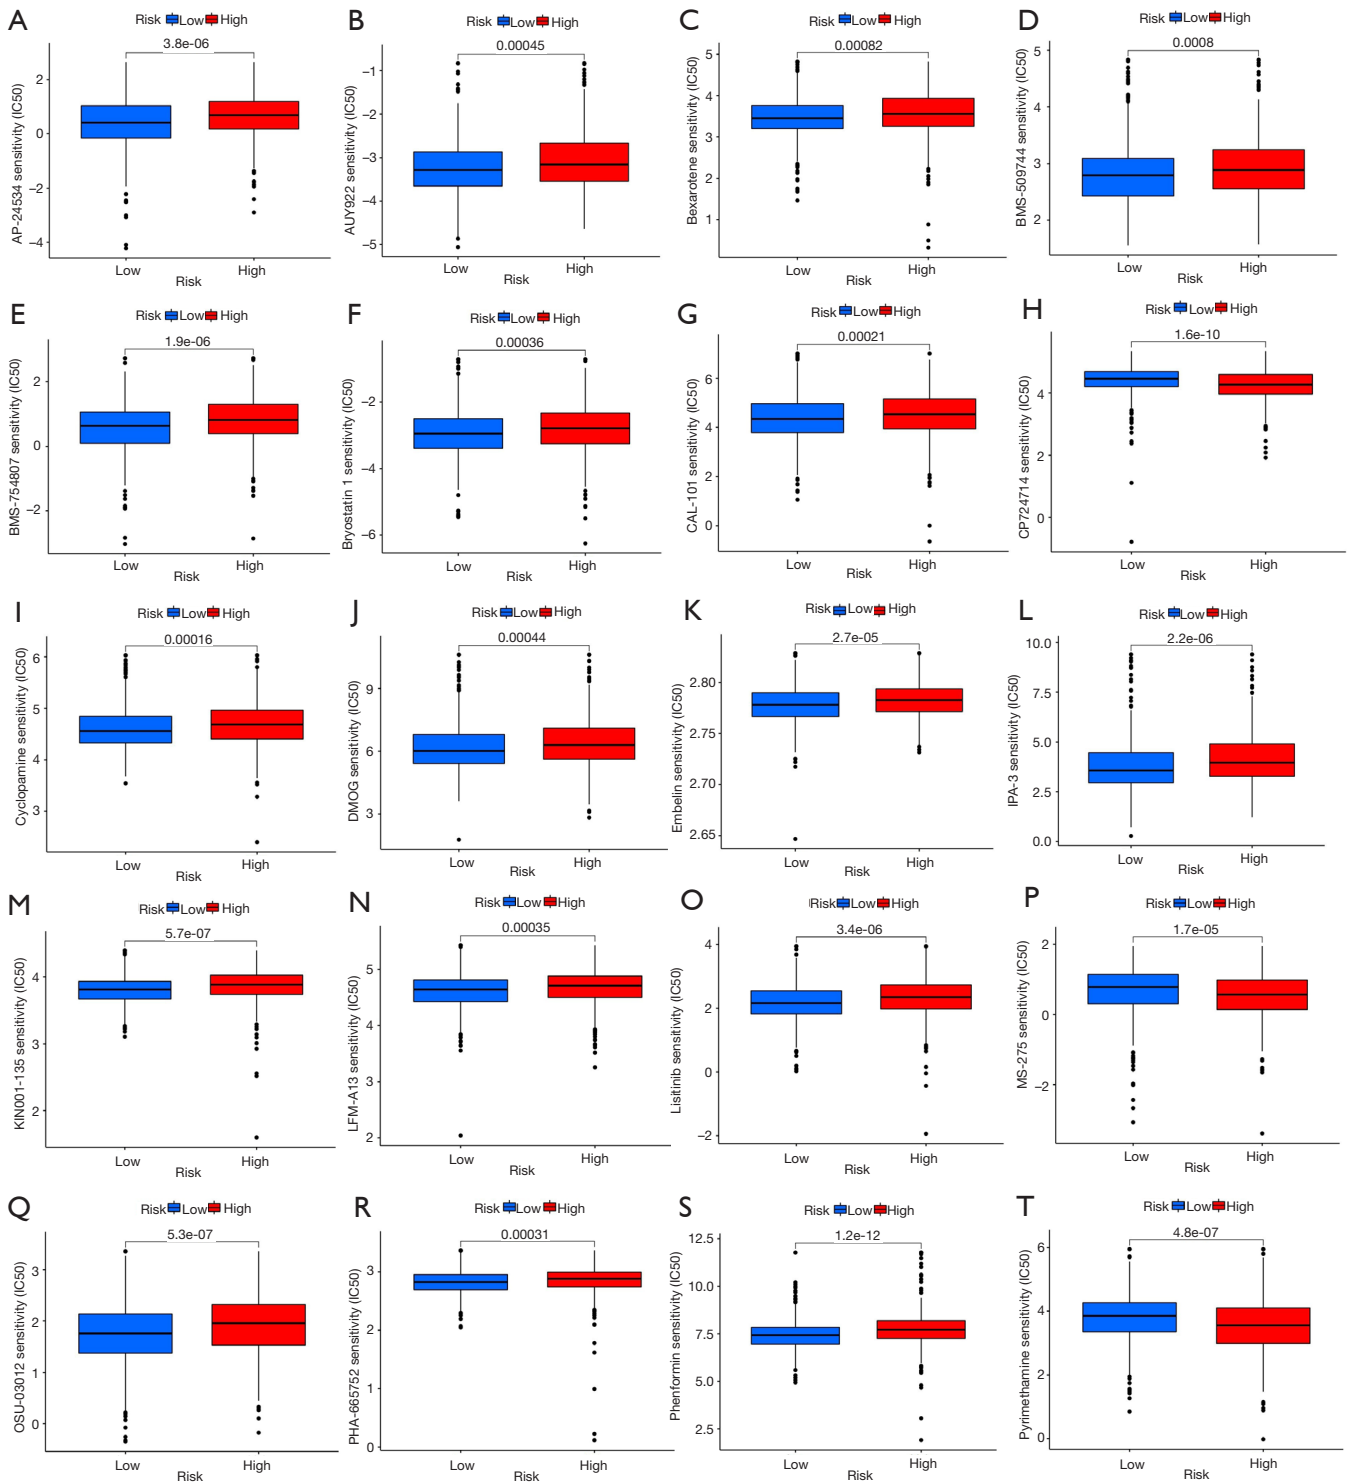 A
Risk Low High
3.8e-06
AP-24534 sensitivity (IC50)
2
0
−2
−4
Low High
Risk
B
Risk Low High
0.00045
AUY922 sensitivity (IC50)
−1
−2
−3
−4
−5
Low High
Risk
C
Risk Low High
0.00082
Bexarotene sensitivity (IC50)
5
4
3
2
1
Low High
Risk
D
Risk Low High
0.0008
BMS-509744 sensitivity (IC50)
5
4
3
2
Low High
Risk
E
Risk Low High
1.9e-06
BMS-754807 sensitivity (IC50)
2
0
−2
Low High
Risk
F
Risk Low High
0.00036
Bryostatin 1 sensitivity (IC50)
−2
−4
−6
Low High
Risk
G
Risk Low High
0.00021
CAL-101 sensitivity (IC50)
6
4
2
0
Low High
Risk
H
Risk Low High
1.6e-10
CP724714 sensitivity (IC50)
4
2
0
Low High
Risk
I
Risk Low High
0.00016
Cyclopamine sensitivity (IC50)
6
5
4
3
Low High
Risk
J
Risk Low High
0.00044
DMOG sensitivity (IC50)
9
6
3
Low High
Risk
K
Risk Low High
2.7e-05
Embelin sensitivity (IC50)
2.80
2.75
2.70
2.65
Low High
Risk
L
Risk Low High
2.2e-06
IPA-3 sensitivity (IC50)
10.0
7.5
5.0
2.5
0.0
Low High
Risk
M
Risk Low High
5.7e-07
KIN001-135 sensitivity (IC50)
4
3
2
Low High
Risk
N
Risk Low High
0.00035
LFM-A13 sensitivity (IC50)
5
4
3
2
Low High
Risk
O
Risk Low High
3.4e-06
Lisitinib sensitivity (IC50)
4
2
0
−2
Low High
Risk
P
Risk Low High
1.7e-05
MS-275 sensitivity (IC50)
2
0
−2
Low High
Risk
Q
Risk Low High
5.3e-07
OSU-03012 sensitivity (IC50)
3
2
1
0
Low High
Risk
R
Risk Low High
0.00031
PHA-665752 sensitivity (IC50)
3
2
1
0
Low High
Risk
S
Risk Low High
1.2e-12
Phenformin sensitivity (IC50)
12.5
10.0
7.5
5.0
2.5
Low High
Risk
T
Risk Low High
4.8e-07
Pyrimethamine sensitivity (IC50)
6
4
2
0
Low High
Risk